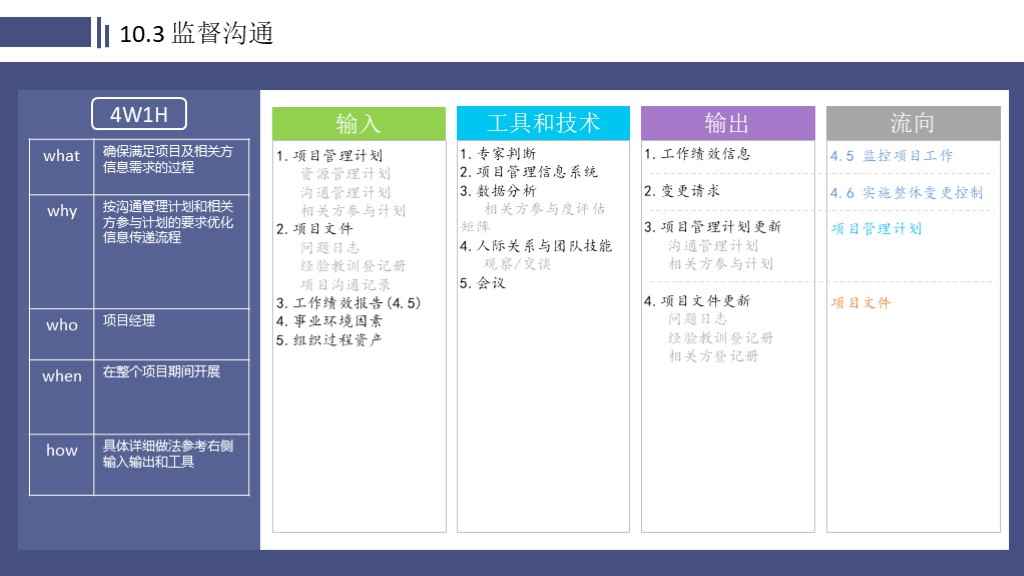 10.3 监督沟通
4W1H
what
确保满足项目及相关方
信息需求的过程
why
按沟通管理计划和相关
方参与计划的要求优化
信息传递流程
who
项目经理
when
在整个项目期间开展
how
具体详细做法参考右侧
输入输出和工具
输入
1.项目管理计划
资源管理计划
沟通管理计划
相关方参与计划
2.项目文件
问题日志
经验教训登记册
项目沟通记录
3.工作绩效报告(4.5)
4.事业环境因素
5.组织过程资产
工具和技术
1.专家判断
2.项目管理信息系统
3.数据分析
相关方参与度评估
矩阵
4.人际关系与团队技能
观察/交谈
5.会议
输出
1.工作绩效信息
2.变更请求
3.项目管理计划更新
沟通管理计划
相关方参与计划
4.项目文件更新
问题日志
经验教训登记册
相关方登记册
流向
4.5 监控项目工作
4.6 实施整体变更控制
项目管理计划
项目文件